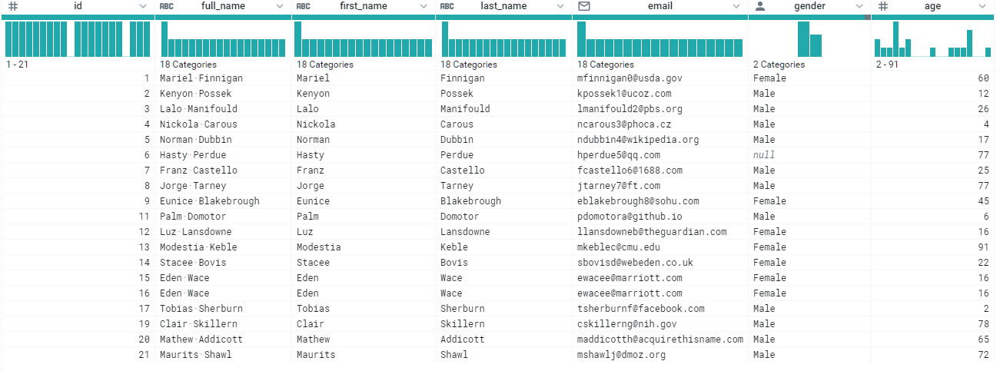 # id ABC full_name ABC first_name ABC last_name email gender # age
1 - 21 18 Categories 18 Categories 18 Categories 18 Categories 2 Categories 2 - 91
1 Mariel·Finnigan Mariel Finnigan mfinnigan0@usda.gov Female 60
2 Kenyon·Possek Kenyon Possek kpossek1@ucoz.com Male 12
3 Lalo·Manifould Lalo Manifould lmanifould2@pbs.org Male 26
4 Nickola·Carous Nickola Carous ncarous3@phoca.cz Male 4
5 Norman·Dubbin Norman Dubbin ndubbin4@wikipedia.org Male 17
6 Hasty·Perdue Hasty Perdue hperdue5@qq.com null 77
7 Franz·Castello Franz Castello fcastello6@1688.com Male 25
8 Jorge·Tarney Jorge Tarney jtarney7@ft.com Male 77
9 Eunice·Blakebrough Eunice Blakebrough eblakebrough8@sohu.com Female 45
11 Palm·Domotor Palm Domotor pdomotora@github.io Male 6
12 Luz·Lansdowne Luz Lansdowne llansdowneb@theguardian.com Female 16
13 Modestia·Keble Modestia Keble mkeblec@cmu.edu Female 91
14 Stacee·Bovis Stacee Bovis sbovisd@webeden.co.uk Female 22
15 Eden·Wace Eden Wace ewacee@marriott.com Female 16
16 Eden·Wace Eden Wace ewacee@marriott.com Female 16
17 Tobias·Sherburn Tobias Sherburn tsherburnf@facebook.com Male 2
19 Clair·Skillern Clair Skillern cskillerng@nih.gov Male 78
20 Mathew·Addicott Mathew Addicott maddicotth@acquirethisname.com Male 65
21 Maurits·Shawl Maurits Shawl mshawlj@dmoz.org Male 72